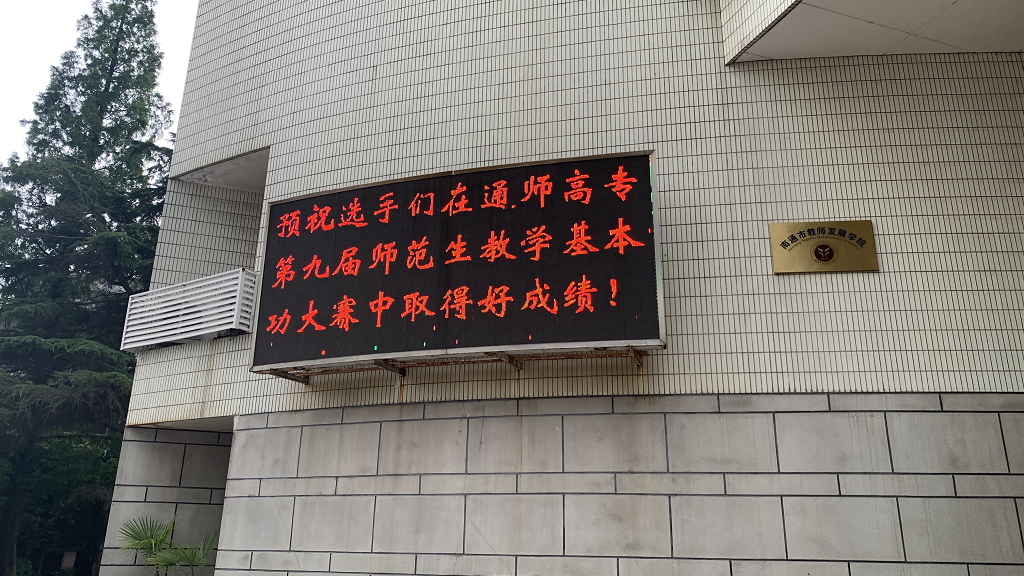 预祝选手们在通师高专
第九届师范生教学基本
功大赛中取得好成绩！
南通市教师发展学院